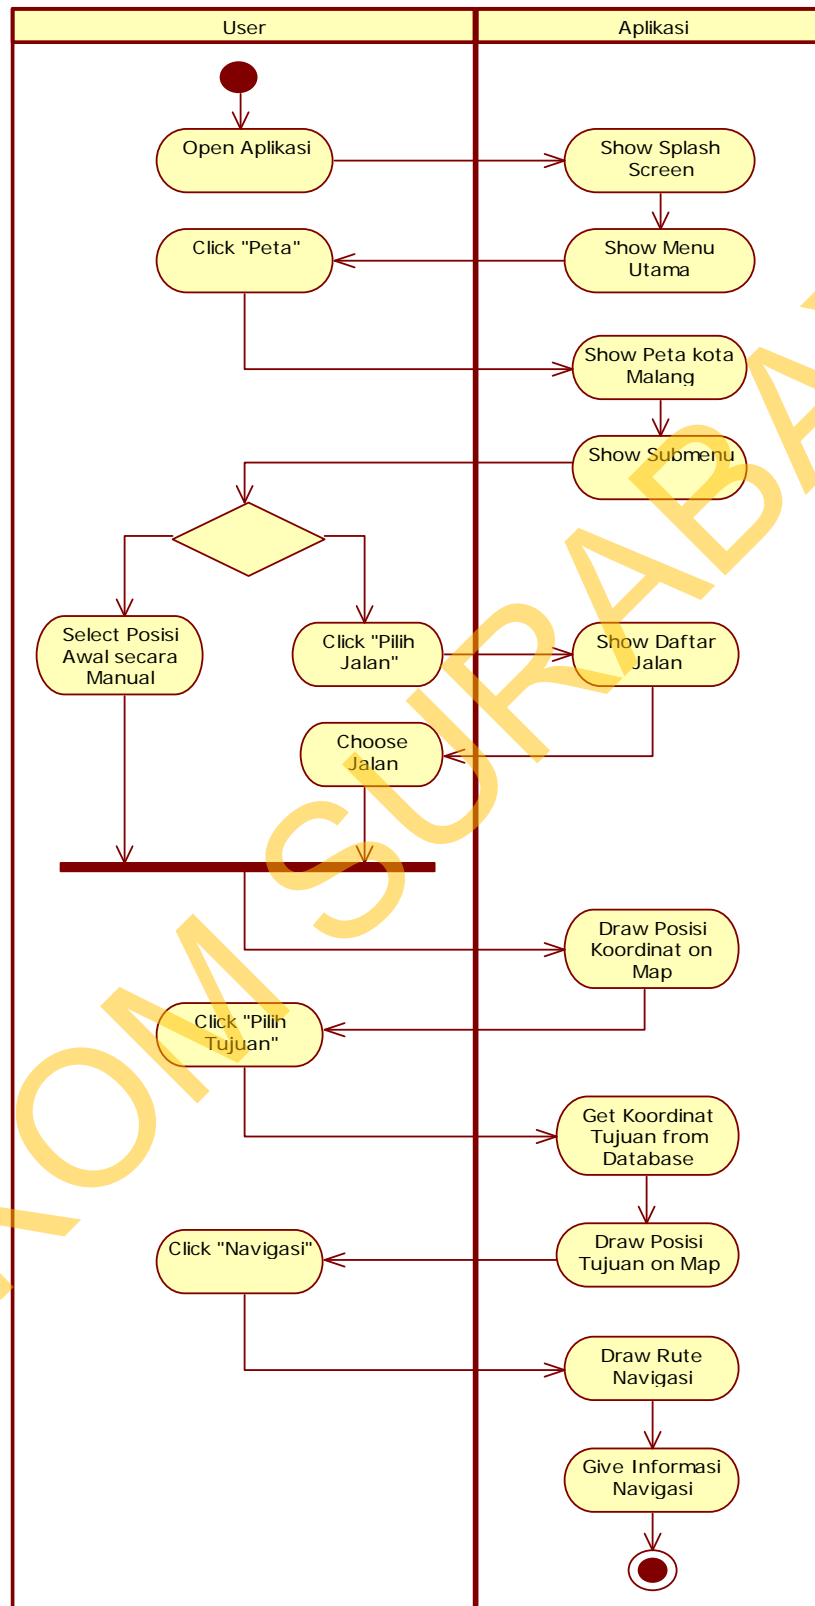 User
Aplikasi
Open Aplikasi
Show Splash
Screen
Click "Peta"
Show Menu
Utama
Show Peta kota
Malang
Show Submenu
Select Posisi
Awal secara
Manual
Click "Pilih
Jalan"
Show Daftar
Jalan
Choose
Jalan
Draw Posisi
Koordinat on
Map
Click "Pilih
Tujuan"
Get Koordinat
Tujuan from
Database
Click "Navigasi"
Draw Posisi
Tujuan on Map
Draw Rute
Navigasi
Give Informasi
Navigasi
KOM SURABA